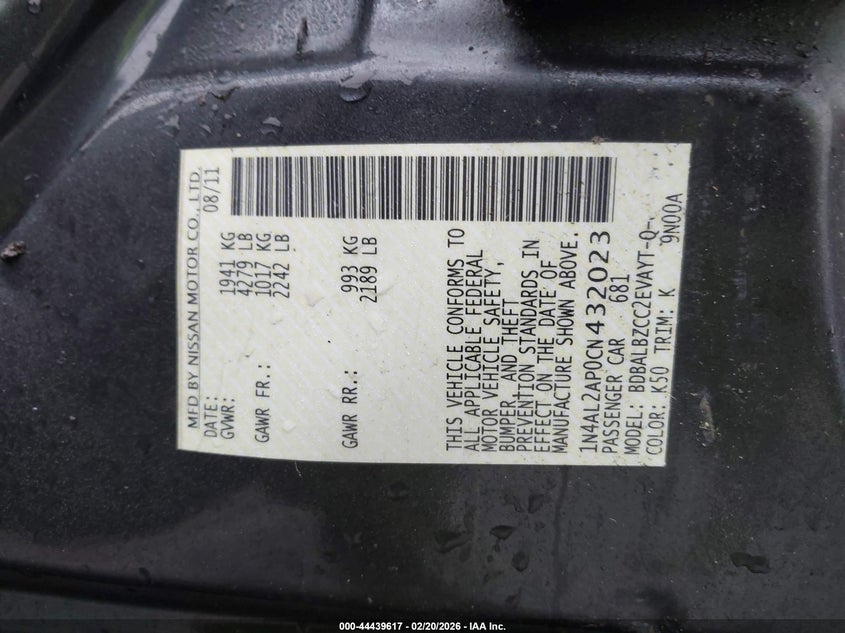 MFD BY NISSAN MOTOR CO., LTD.
DATE: 08/11
GVWR: 1941 KG
4279 LB
GAWR FR.: 1017 KG
2242 LB
GAWR RR.: 993 KG
2189 LB
THIS VEHICLE CONFORMS TO
ALL APPLICABLE FEDERAL
MOTOR VEHICLE SAFETY,
BUMPER, AND THEFT
PREVENTION STANDARDS IN
EFFECT ON THE DATE OF
MANUFACTURE SHOWN ABOVE.
1N4AL2AP0CN432023
PASSENGER CAR 681
MODEL: BDBALBZCC2EVAYT-Q-
COLOR: K50 TRIM: K 9N00A
000-44439617 - 02/20/2026 - IAA Inc.